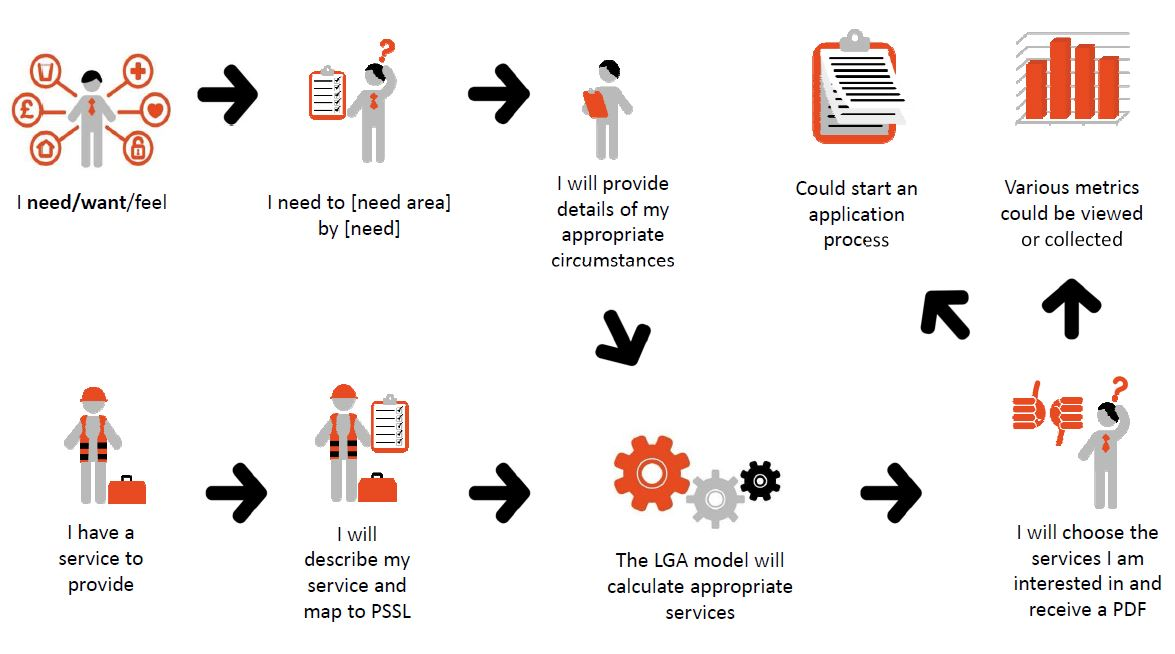 I need/want/feel
I need to [need area]
by [need]
I will provide
details of my
appropriate
circumstances
Could start an
application
process
Various metrics
could be viewed
or collected
I have a
service to
provide
I will
describe my
service and
map to PSSL
The LGA model will
calculate appropriate
services
I will choose the
services I am
interested in and
receive a PDF